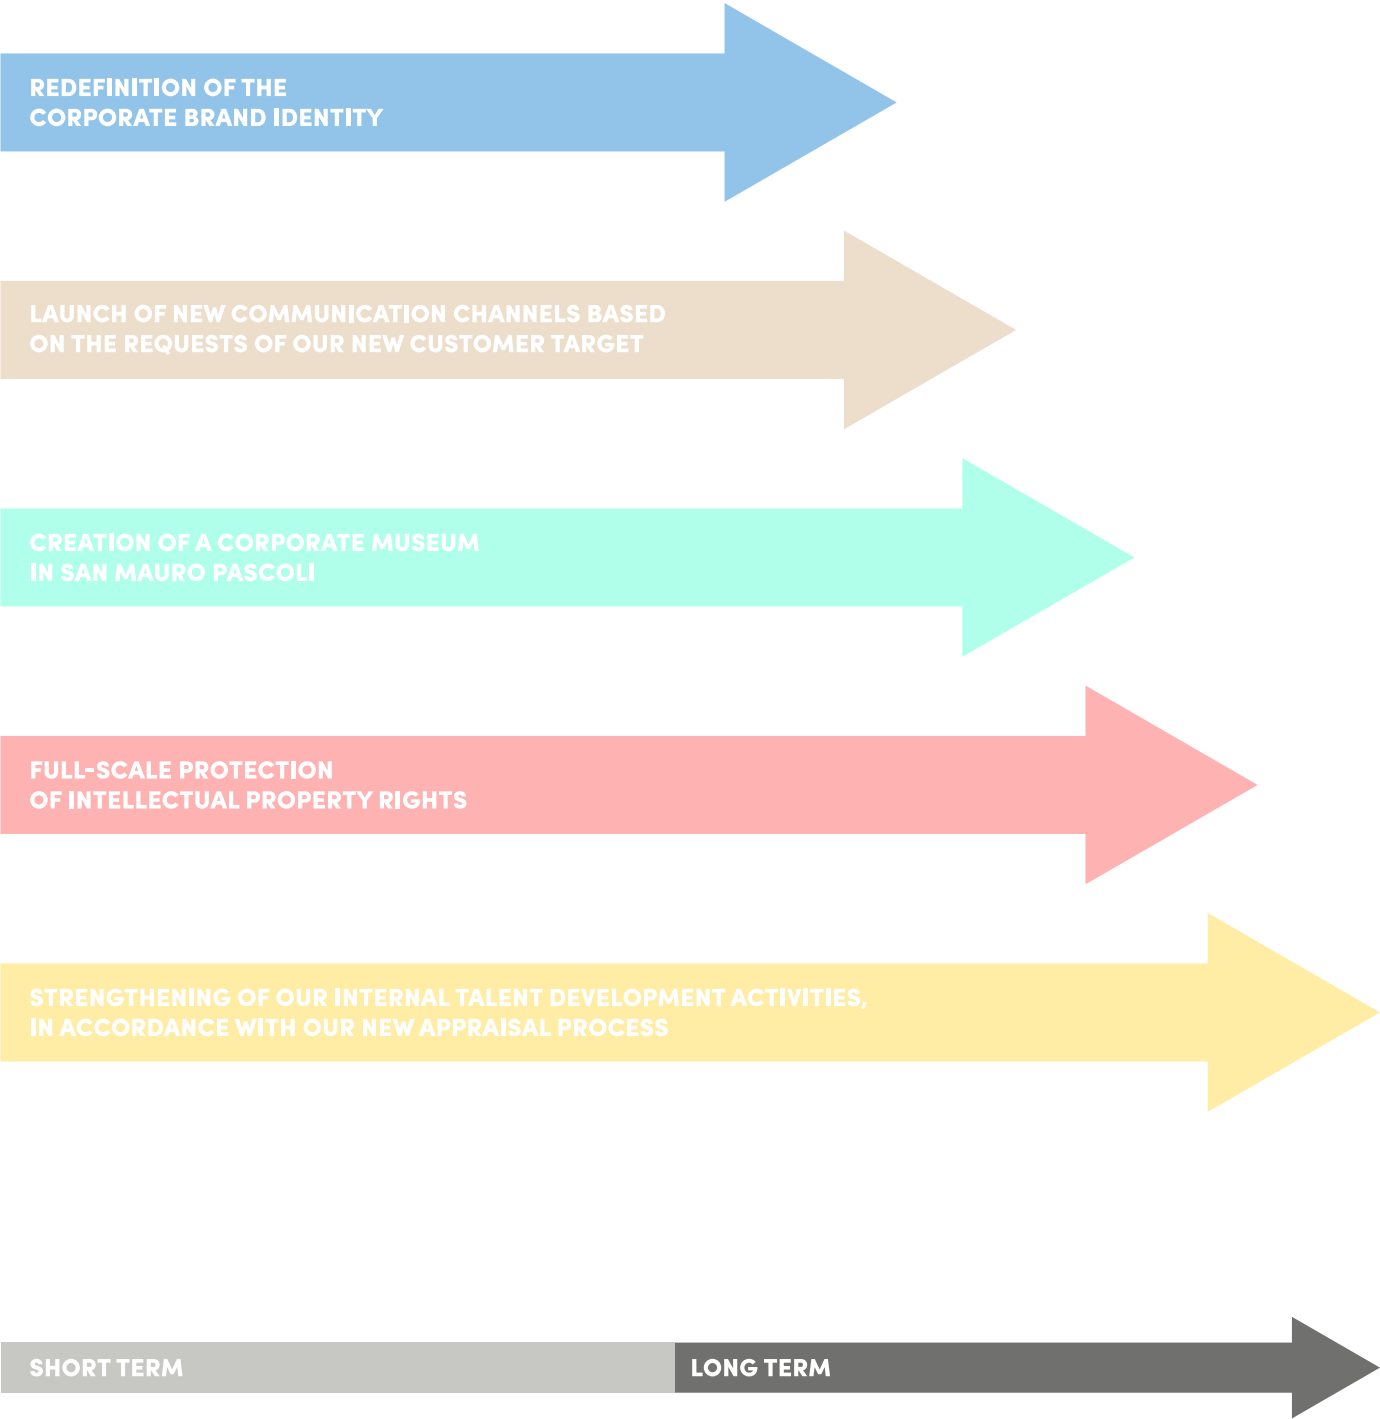 REDEFINITION OF THE
CORPORATE BRAND IDENTITY
LAUNCH OF NEW COMMUNICATION CHANNELS BASED
ON THE REQUESTS OF OUR NEW CUSTOMER TARGET
CREATION OF A CORPORATE MUSEUM
IN SAN MAURO PASCOLI
FULL-SCALE PROTECTION
OF INTELLECTUAL PROPERTY RIGHTS
STRENGTHENING OF OUR INTERNAL TALENT DEVELOPMENT ACTIVITIES,
IN ACCORDANCE WITH OUR NEW APPRAISAL PROCESS
SHORT TERM
LONG TERM